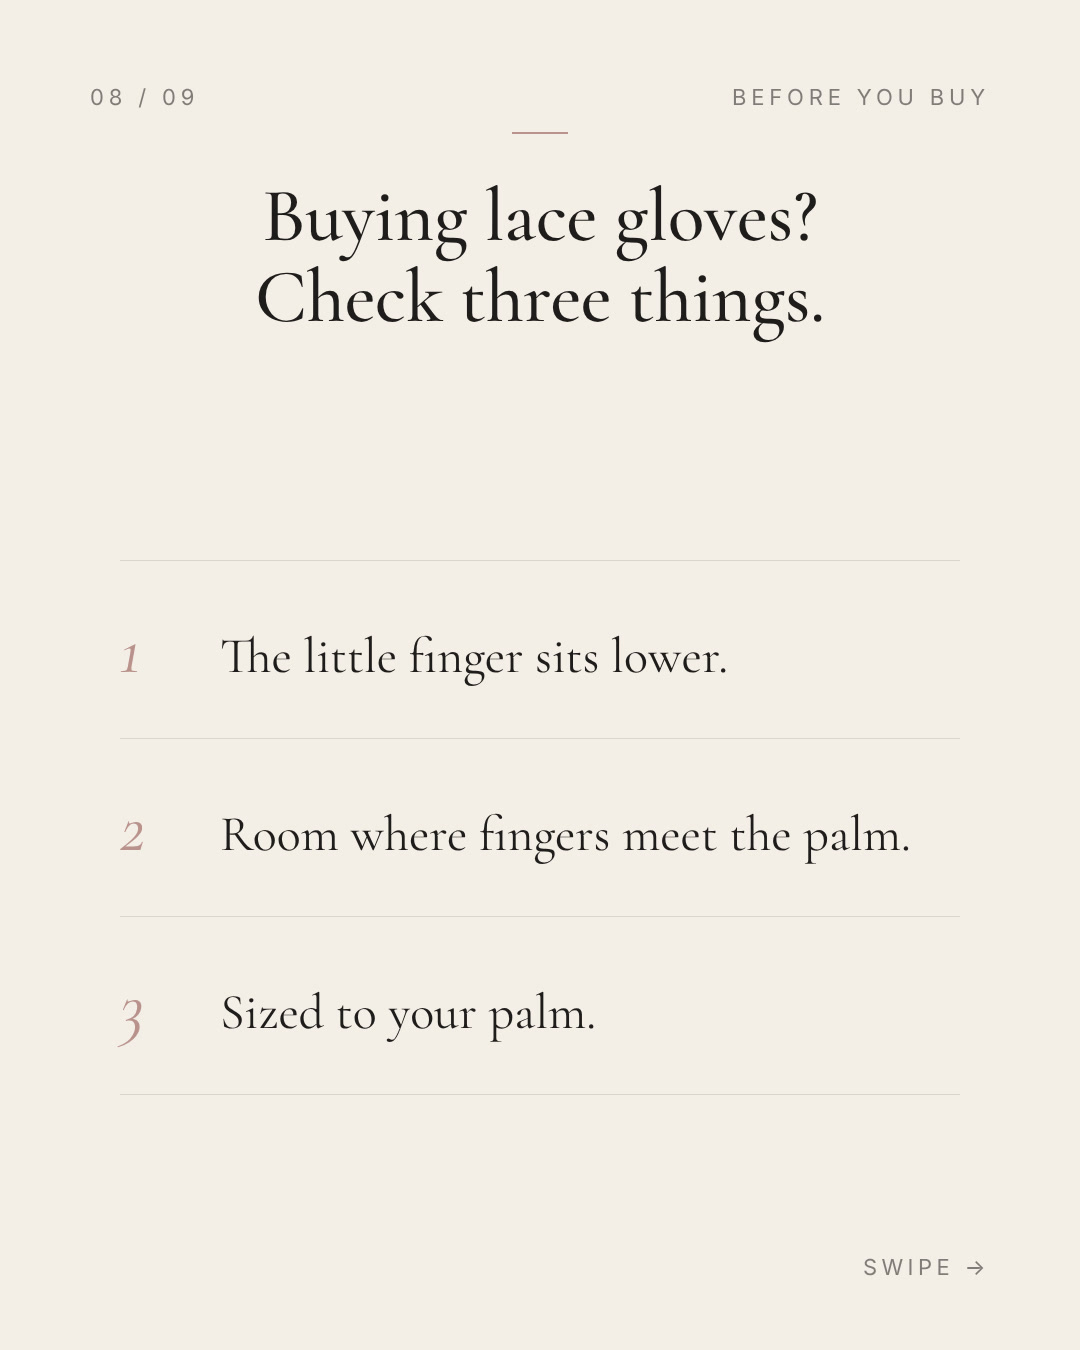 08 / 09
BEFORE YOU BUY
Buying lace gloves?
Check three things.
1 The little finger sits lower.
2 Room where fingers meet the palm.
3 Sized to your palm.
SWIPE →